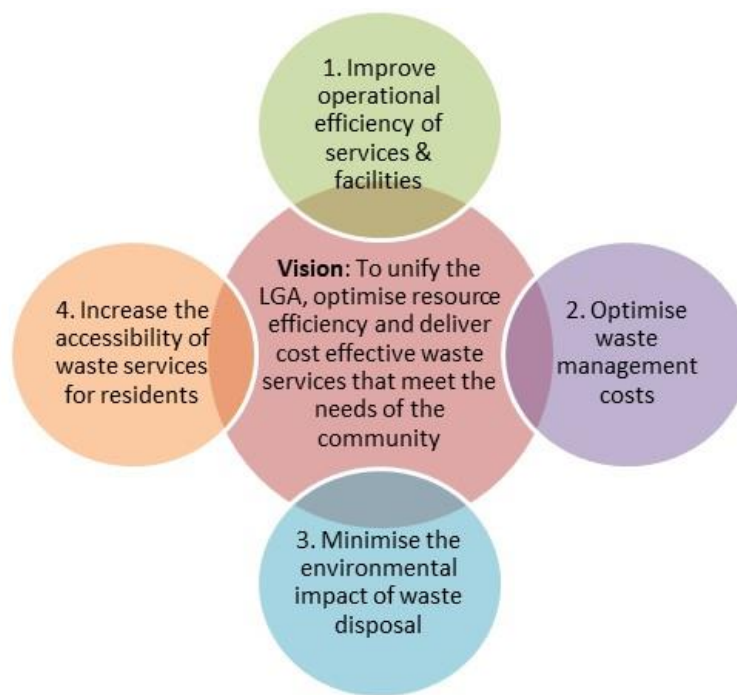 1. Improve
operational
efficiency of
services &
facilities
Vision: To unify the
LGA, optimise resource
efficiency and deliver
cost effective waste
services that meet the
needs of the
community
2. Optimise
waste
management
costs
3. Minimise the
environmental
impact of waste
disposal
4. Increase the
accessibility of
waste services
for residents